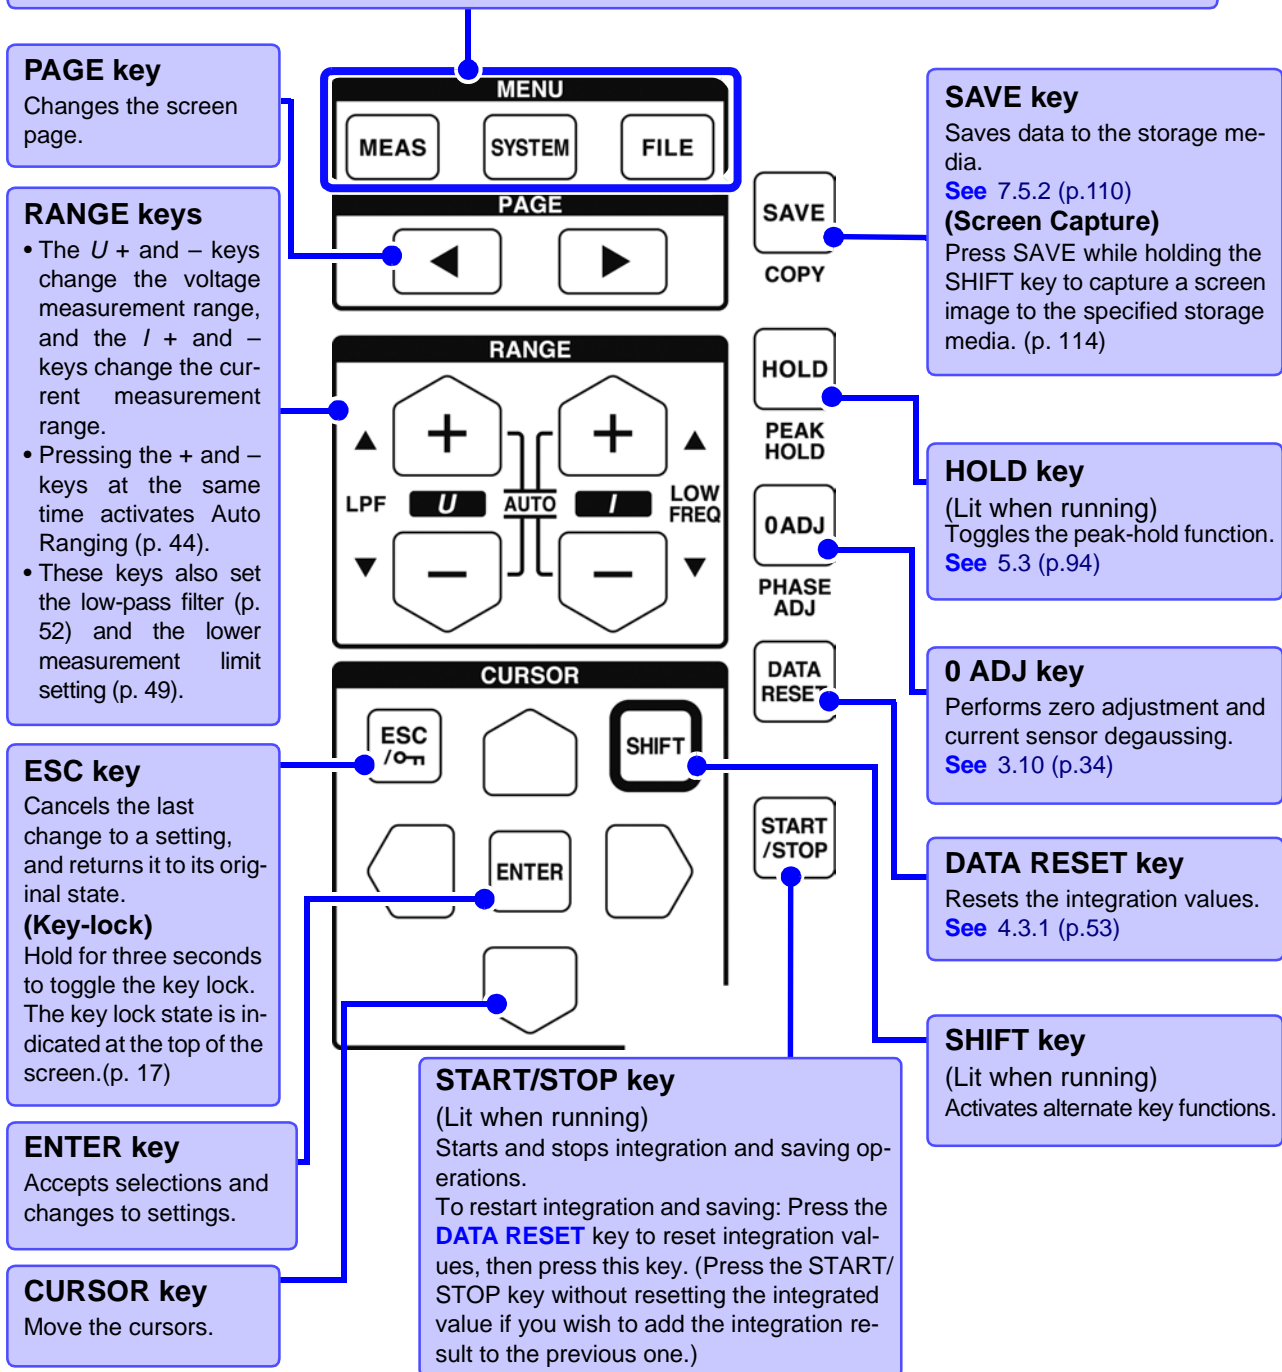 PAGE key
Changes the screen
page.
RANGE keys
• The U + and – keys
change the voltage
measurement range,
and the I + and –
keys change the cur-
rent measurement
range.
• Pressing the + and –
keys at the same
time activates Auto
Ranging (p. 44).
• These keys also set
the low-pass filter (p.
52) and the lower
measurement limit
setting (p. 49).
ESC key
Cancels the last
change to a setting,
and returns it to its orig-
inal state.
(Key-lock)
Hold for three seconds
to toggle the key lock.
The key lock state is in-
dicated at the top of the
screen.(p. 17)
ENTER key
Accepts selections and
changes to settings.
CURSOR key
Move the cursors.
MENU
MEAS SYSTEM FILE
PAGE
◀ ▶
RANGE
▲ + + ▲
LPF U AUTO I LOW
FREQ
▼ – – ▼
CURSOR
ESC
/
SHIFT
ENTER
SAVE
COPY
HOLD
PEAK
HOLD
0 ADJ
PHASE
ADJ
DATA
RESET
START
/STOP
START/STOP key
(Lit when running)
Starts and stops integration and saving op-
erations.
To restart integration and saving: Press the
DATA RESET key to reset integration val-
ues, then press this key. (Press the START/
STOP key without resetting the integrated
value if you wish to add the integration re-
sult to the previous one.)
SAVE key
Saves data to the storage me-
dia.
See 7.5.2 (p.110)
(Screen Capture)
Press SAVE while holding the
SHIFT key to capture a screen
image to the specified storage
media. (p. 114)
HOLD key
(Lit when running)
Toggles the peak-hold function.
See 5.3 (p.94)
0 ADJ key
Performs zero adjustment and
current sensor degaussing.
See 3.10 (p.34)
DATA RESET key
Resets the integration values.
See 4.3.1 (p.53)
SHIFT key
(Lit when running)
Activates alternate key functions.